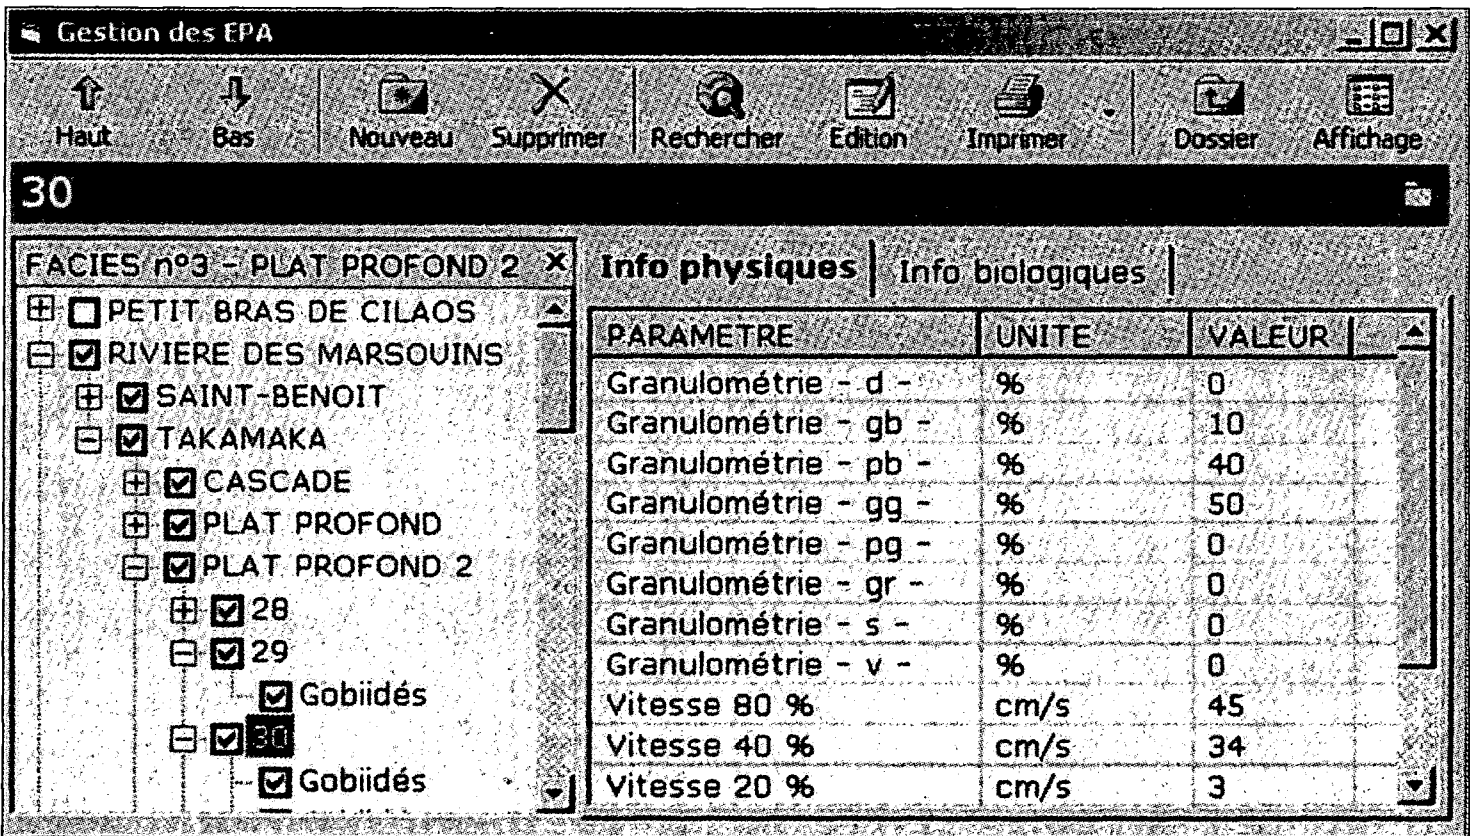 Gestion des EPA
Haut Bas Nouveau Supprimer Rechercher Edition Imprimer Dossier Affichage
30
FACIES n°3 - PLAT PROFOND 2
PETIT BRAS DE CILAOS
RIVIERE DES MARSOUINS
SAINT-BENOIT
TAKAMAKA
CASCADE
PLAT PROFOND
PLAT PROFOND 2
28
29
Gobiidés
30
Gobiidés
Info physiques Info biologiques
PARAMETRE UNITE VALEUR
Granulométrie - d - % 0
Granulométrie - gb - % 10
Granulométrie - pb - % 40
Granulométrie - gg - % 50
Granulométrie - pg - % 0
Granulométrie - gr - % 0
Granulométrie - s - % 0
Granulométrie - v - % 0
Vitesse 80 % cm/s 45
Vitesse 40 % cm/s 34
Vitesse 20 % cm/s 3